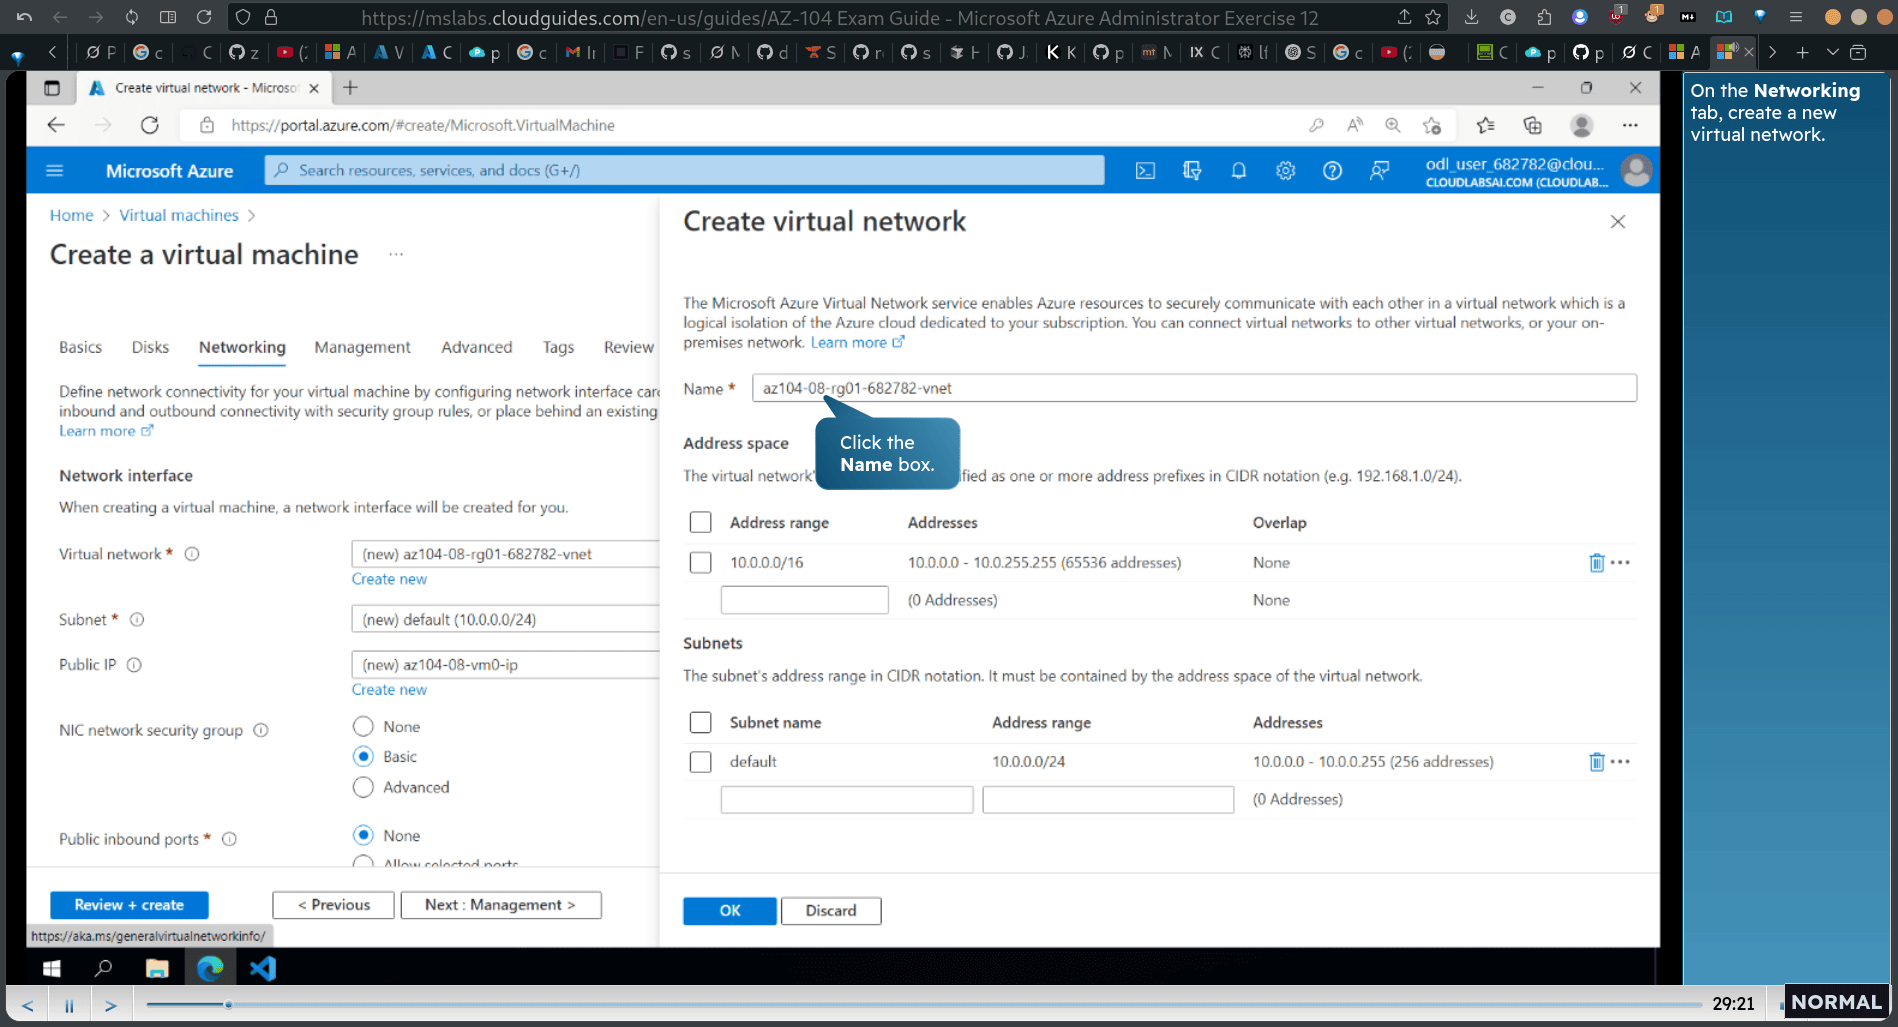 https://mslabs.cloudguides.com/en-us/guides/AZ-104 Exam Guide - Microsoft Azure Administrator Exercise 12
Create virtual network - Microso
https://portal.azure.com/#create/Microsoft.VirtualMachine
Microsoft Azure
Search resources, services, and docs (G+/)
odl_user_682782@clou...
CLOUDLABSAI.COM (CLOUDLAB...
Home > Virtual machines >
Create a virtual machine ...
Basics Disks Networking Management Advanced Tags Review
Define network connectivity for your virtual machine by configuring network interface car
inbound and outbound connectivity with security group rules, or place behind an existing
Learn more
Network interface
When creating a virtual machine, a network interface will be created for you.
Virtual network *
(new) az104-08-rg01-682782-vnet
Create new
Subnet *
(new) default (10.0.0.0/24)
Public IP
(new) az104-08-vm0-ip
Create new
NIC network security group
None
Basic
Advanced
Public inbound ports *
None
Allow selected ports
Review + create
< Previous
Next : Management >
https://aka.ms/generalvirtualnetworkinfo/
Create virtual network
The Microsoft Azure Virtual Network service enables Azure resources to securely communicate with each other in a virtual network which is a
logical isolation of the Azure cloud dedicated to your subscription. You can connect virtual networks to other virtual networks, or your on-
premises network. Learn more
Name *
az104-08-rg01-682782-vnet
Click the
Name box.
Address space
The virtual network'
ified as one or more address prefixes in CIDR notation (e.g. 192.168.1.0/24).
Address range Addresses Overlap
10.0.0.0/16 10.0.0.0 - 10.0.255.255 (65536 addresses) None
(0 Addresses) None
Subnets
The subnet's address range in CIDR notation. It must be contained by the address space of the virtual network.
Subnet name Address range Addresses
default 10.0.0.0/24 10.0.0.0 - 10.0.0.255 (256 addresses)
(0 Addresses)
OK
Discard
On the Networking
tab, create a new
virtual network.
29:21
NORMAL